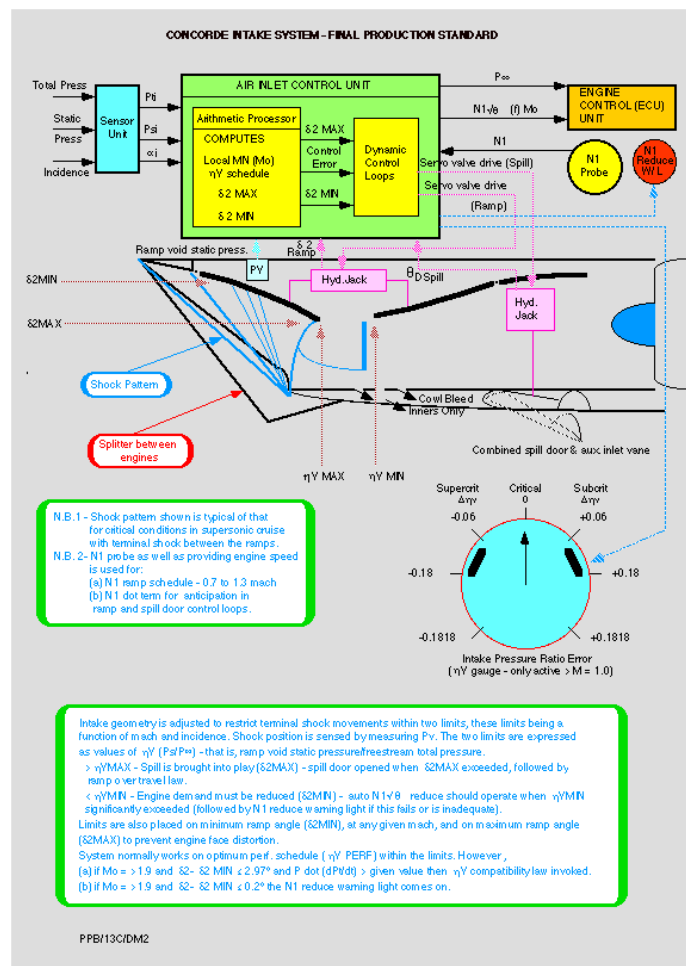 CONCORDE INTAKE SYSTEM - FINAL PRODUCTION STANDARD
Total Press
Static
Press
Incidence
Sensor
Unit
Pti
Psi
αi
AIR INLET CONTROL UNIT
Arithmetic Processor
COMPUTES
Local MN (Mo)
ηY schedule
δ2 MAX
δ2 MIN
δ2 MAX
Control
Error
δ2 MIN
Dynamic
Control
Loops
P∞
N1√θ (f) Mo
N1
ENGINE
CONTROL (ECU)
UNIT
Servo valve drive (Spill)
Servo valve drive
(Ramp)
N1
Probe
N1
Reduce
W/L
Ramp void static press.
δ 2
Ramp
PV
Hyd.Jack
θDSpill
Hyd.
Jack
δ2MIN
δ2MAX
Shock Pattern
Splitter between
engines
Cowl Bleed
Inners Only
Combined spill door & aux inlet vane
ηY MAX
ηY MIN
N.B.1 - Shock pattern shown is typical of that
for critical conditions in supersonic cruise
with terminal shock between the ramps.
N.B. 2- N1 probe as well as providing engine speed
is used for:
(a) N1 ramp schedule - 0.7 to 1.3 mach
(b) N1 dot term for anticipation in
ramp and spill door control loops.
Supercrit
Δηv
Critical
0
Subcrit
Δηv
-0.06
+0.06
-0.18
+0.18
-0.1818
+0.1818
Intake Pressure Ratio Error
(ηY gauge - only active > M = 1.0)
Intake geometry is adjusted to restrict terminal shock movements within two limits, these limits being a
function of mach and incidence. Shock position is sensed by measuring Pv. The two limits are expressed
as values of ηY (Ps/P∞) - that is, ramp void static pressure/freestream total pressure.
> ηYMAX - Spill is brought into play (δ2MAX) - spill door opened when δ2MAX exceeded, followed by
ramp over travel law.
< ηYMIN - Engine demand must be reduced (δ2MIN) - auto N1√θ reduce should operate when ηYMIN
significantly exceeded (followed by N1 reduce warning light if this fails or is inadequate).
Limits are also placed on minimum ramp angle (δ2MIN), at any given mach, and on maximum ramp angle
(δ2MAX) to prevent engine face distortion.
System normally works on optimum perf. schedule ( ηY PERF) within the limits. However ,
(a) if Mo = > 1.9 and δ2- δ2 MIN ≤ 2.97° and P dot (dPt/dt) > given value then ηY compatibility law invoked.
(b) if Mo = > 1.9 and δ2- δ2 MIN ≤ 0.2° the N1 reduce warning light comes on.
PPB/13C/DM2